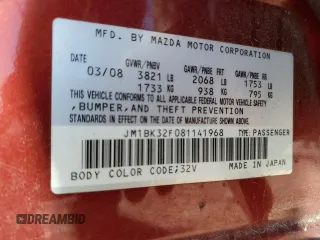 MFD. BY MAZDA MOTOR CORPORATION
GVWR/PNBV GAWR/PNBE FRT GAWR/PNBE RR
03/08 3821 LB 2068 LB 1753 LB
1733 KG 938 KG 795 KG
THIS VEHICLE CONFORMS TO ALL APPLICABLE FEDERAL MOTOR VEHICLE SAFETY
,BUMPER, AND THEFT PREVENTION
STANDARDS IN EFFECT ON THE DATE OF MANUFACTURE SHOWN ABOVE.
JM1BK32F081141968 TYPE:PASSENGER
MADE IN JAPAN
BODY COLOR CODE:32V
DREAMBID